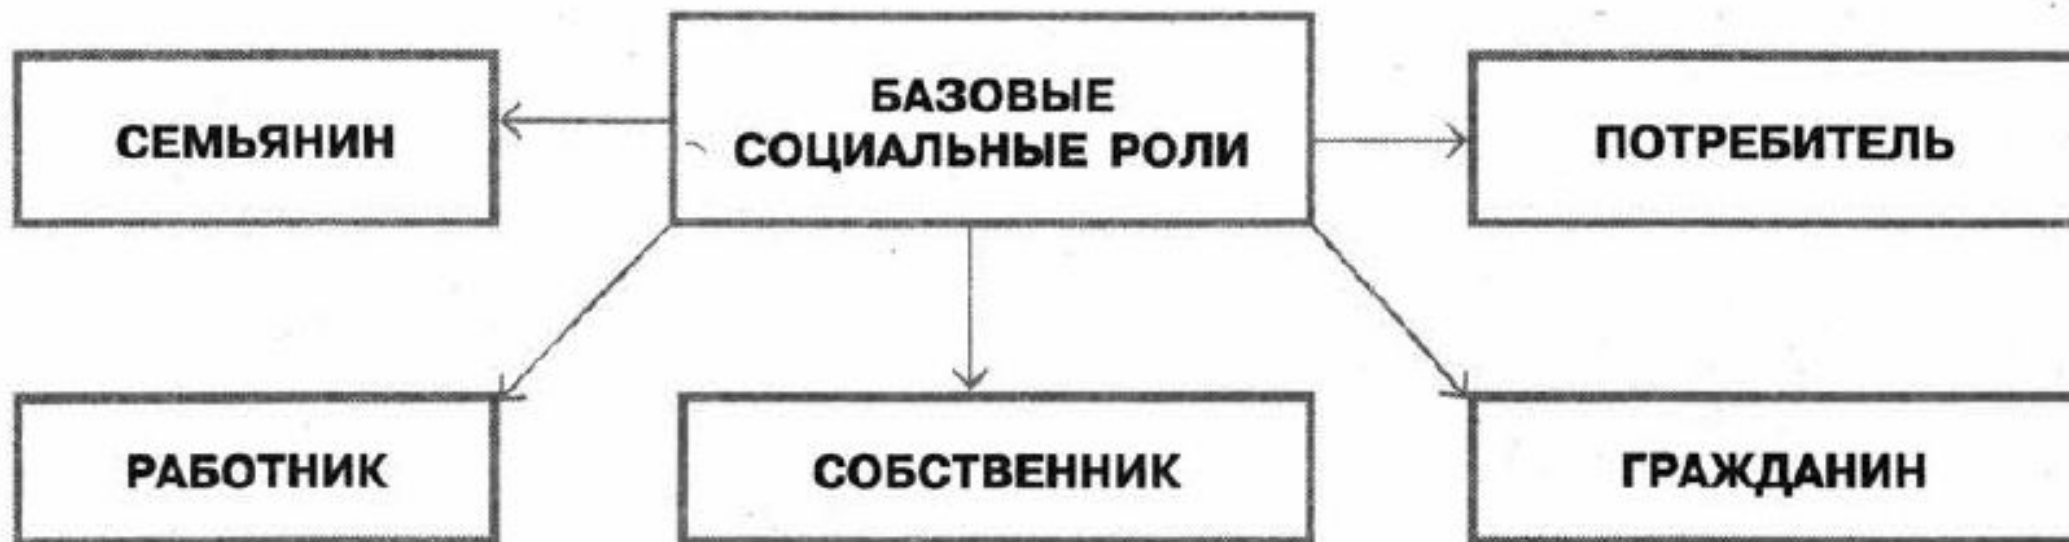 БАЗОВЫЕ
СОЦИАЛЬНЫЕ РОЛИ
СЕМЬЯНИН
ПОТРЕБИТЕЛЬ
РАБОТНИК
СОБСТВЕННИК
ГРАЖДАНИН